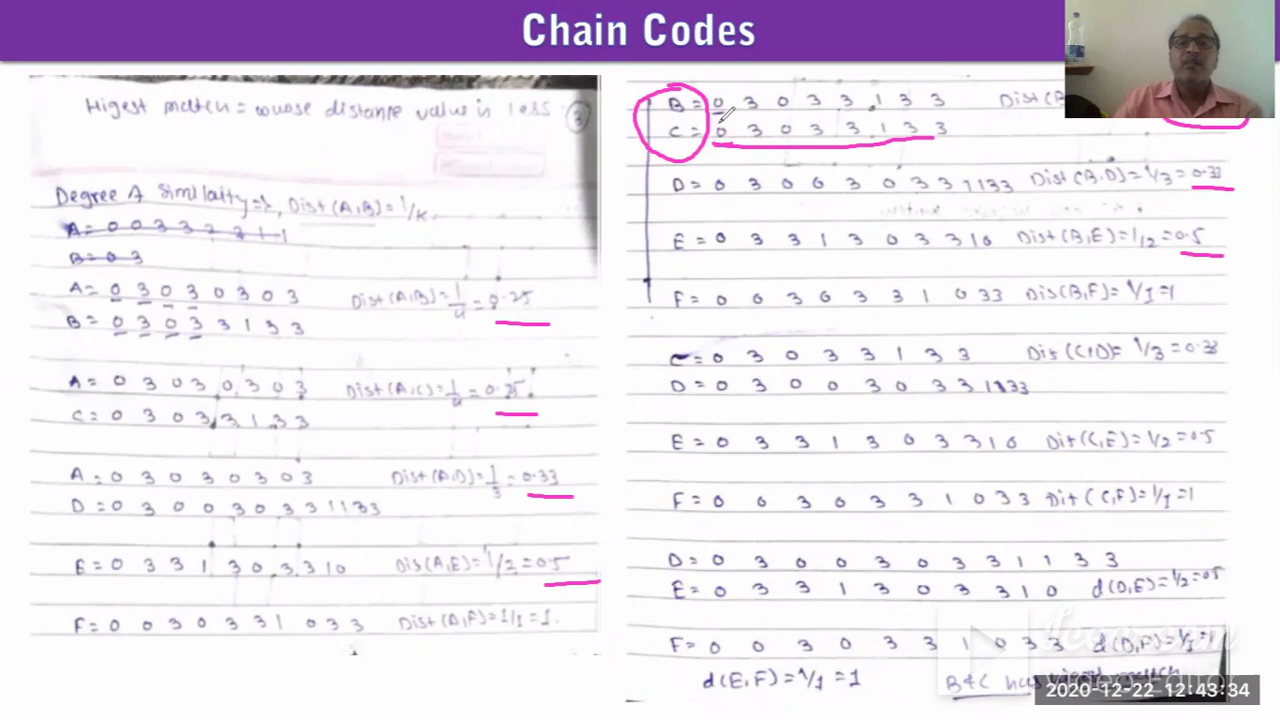 Chain Codes
Higest match = whose distance value is less
3
Degree of Similalty = k, Dist(A,B) = 1/k.
B = 0 3
A = 0 3 0 3 0 3 0 3 Dist(A,B) = 1/4 = 0.25
B = 0 3 0 3 3 1 3 3
A = 0 3 0 3 0 3 0 3 Dist(A,C) = 1/4 = 0.25
C = 0 3 0 3 3 1 3 3
A = 0 3 0 3 0 3 0 3 Dist(A,D) = 1/3 = 0.33
D = 0 3 0 0 3 0 3 3 1 1 3 3
E = 0 3 3 1 3 0 3 3 1 0 Dis(A,E) = 1/2 = 0.5
F = 0 0 3 0 3 3 1 0 3 3 Dist(A,F) = 1/1 = 1.
B = 0 3 0 3 3 1 3 3 Dist(B
C = 0 3 0 3 3 1 3 3
D = 0 3 0 0 3 0 3 3 1 1 3 3 Dist(B,D) = 1/3 = 0.33
E = 0 3 3 1 3 0 3 3 1 0 Dist(B,E) = 1/2 = 0.5
F = 0 0 3 0 3 3 1 0 3 3 Dis(B,F) = 1/1 = 1
C = 0 3 0 3 3 1 3 3 Dis(C,D) = 1/3 = 0.33
D = 0 3 0 0 3 0 3 3 1 1 3 3
E = 0 3 3 1 3 0 3 3 1 0 Dit(C,E) = 1/2 = 0.5
F = 0 0 3 0 3 3 1 0 3 3 Dit(C,F) = 1/1 = 1
D = 0 3 0 0 3 0 3 3 1 1 3 3
E = 0 3 3 1 3 0 3 3 1 0 d(D,E) = 1/2 = 0.5
F = 0 0 3 0 3 3 1 0 3 3 d(D,F) = 1/1 = 1
d(E,F) = 1/1 = 1 B & C has match
Icecream
Video Editor
2020-12-22 12:43:34